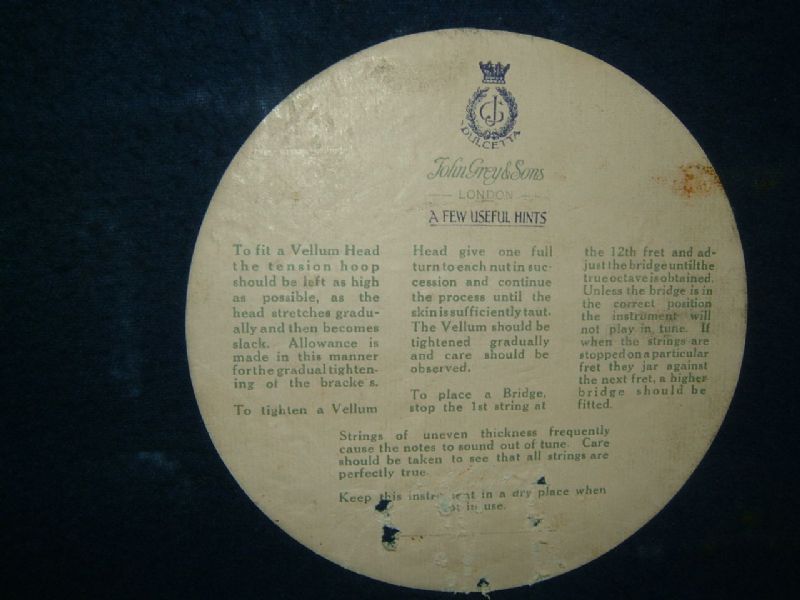 JG
DULCETTA
John Grey & Sons
LONDON
A FEW USEFUL HINTS
To fit a Vellum Head
the tension hoop
should be left as high
as possible, as the
head stretches gradu-
ally and then becomes
slack. Allowance is
made in this manner
for the gradual tighten-
ing of the bracke s.
To tighten a Vellum
Head give one full
turn to each nut in suc-
cession and continue
the process until the
skin is sufficiently taut.
The Vellum should be
tightened gradually
and care should be
observed.
To place a Bridge,
stop the 1st string at
the 12th fret and ad-
just the bridge until the
true octave is obtained.
Unless the bridge is in
the correct position
the instrument will
not play in tune. If
when the strings are
stopped on a particular
fret they jar against
the next fret, a higher
bridge should be
fitted.
Strings of uneven thickness frequently
cause the notes to sound out of tune. Care
should be taken to see that all strings are
perfectly true.
Keep this instrument in a dry place when
not in use.